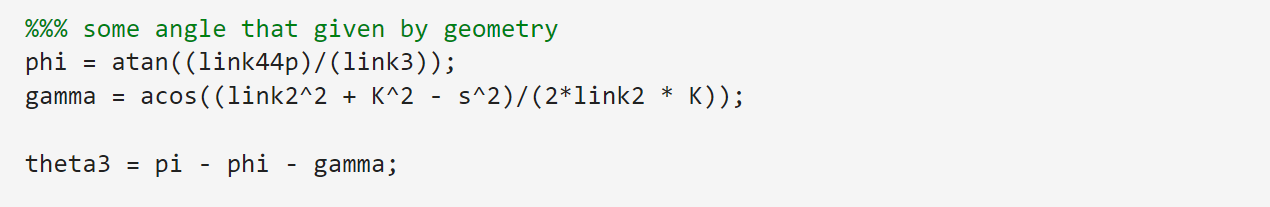 %%% some angle that given by geometry
phi = atan((link44p)/(link3));
gamma = acos((link2^2 + K^2 - s^2)/(2*link2 * K));
theta3 = pi - phi - gamma;